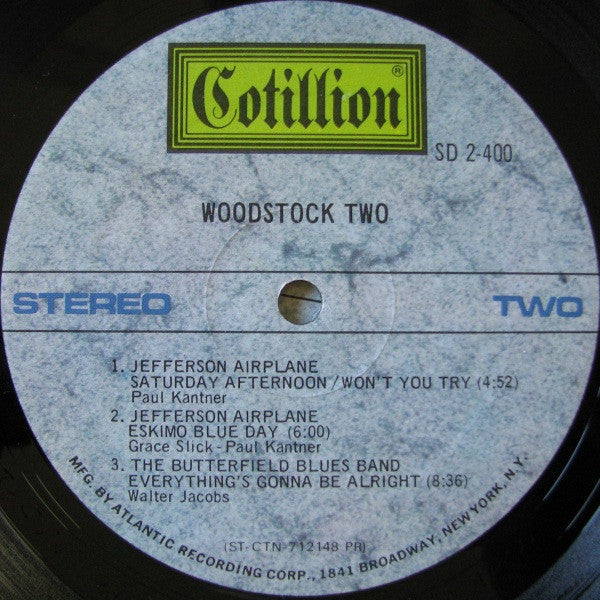 Cotillion®
SD 2-400
WOODSTOCK TWO
STEREO
TWO
1. JEFFERSON AIRPLANE
SATURDAY AFTERNOON/WON'T YOU TRY (4:52)
Paul Kantner
2. JEFFERSON AIRPLANE
ESKIMO BLUE DAY (6:00)
Grace Slick-Paul Kantner
3. THE BUTTERFIELD BLUES BAND
EVERYTHING'S GONNA BE ALRIGHT (8:36)
Walter Jacobs
(ST-CTN-712148 PR)
MFG. BY ATLANTIC RECORDING CORP., 1841 BROADWAY, NEW YORK, N.Y.